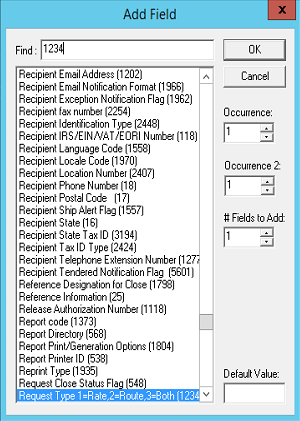 Add Field
x
Find : 1234
OK
Cancel
Recipient Email Address (1202)
Recipient Email Notification Format (1966)
Recipient Exception Notification Flag (1962)
Recipient fax number (2254)
Recipient Identification Type (2448)
Recipient IRS/EIN/VAT/EORI Number (118)
Recipient Language Code (1558)
Recipient Locale Code (1970)
Recipient Location Number (2407)
Recipient Phone Number (18)
Recipient Postal Code  (17)
Recipient Ship Alert Flag (1557)
Recipient State (16)
Recipient State Tax ID (3194)
Recipient Tax ID Type (2424)
Recipient Telephone Extension Number (1277
Recipient Tendered Notification Flag  (5601)
Reference Designation for Close (1798)
Reference Information (25)
Release Authorization Number (1118)
Report code (1373)
Report Directory (568)
Report Print/Generation Options (1804)
Report Printer ID (538)
Reprint Type (1935)
Request Close Status Flag (548)
Request Type 1=Rate,2=Route,3=Both (1234
Occurrence:
1
Occurrence 2:
1
# Fields to Add:
1
Default Value: